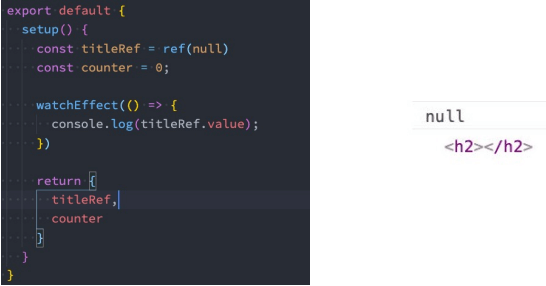 export default {
setup() {
const titleRef = ref(null)
const counter = 0;
watchEffect(() => {
console.log(titleRef.value);
})
return {
titleRef,
counter
}
}
}
null
<h2></h2>